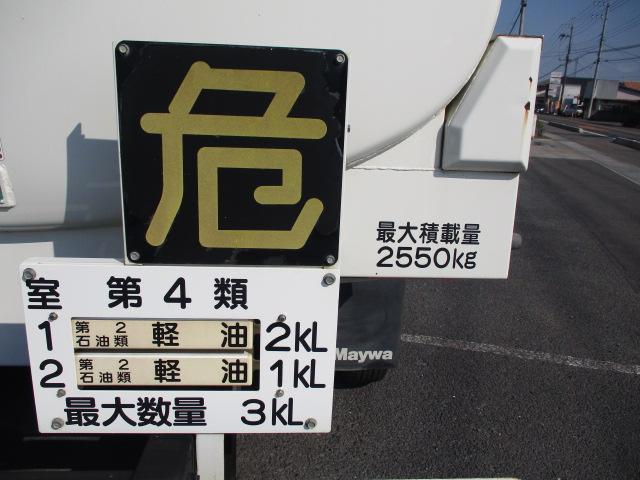 危
最大積載量
2550kg
室 第4類
1 第2石油類 軽油 2KL
2 第2石油類 軽油 1KL
最大数量 3KL
Maywa